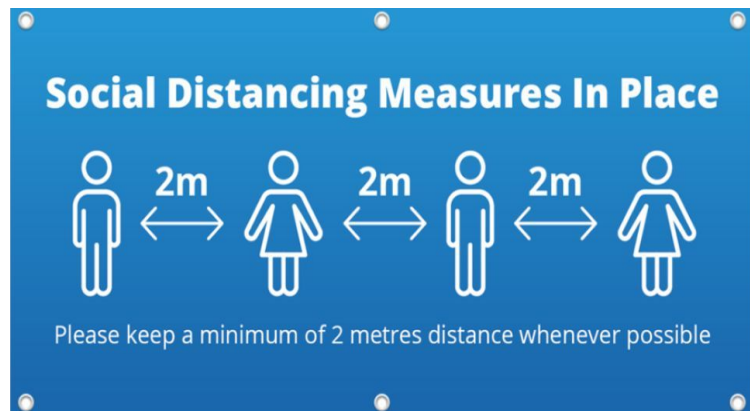 Social Distancing Measures In Place
2m 2m 2m
Please keep a minimum of 2 metres distance whenever possible